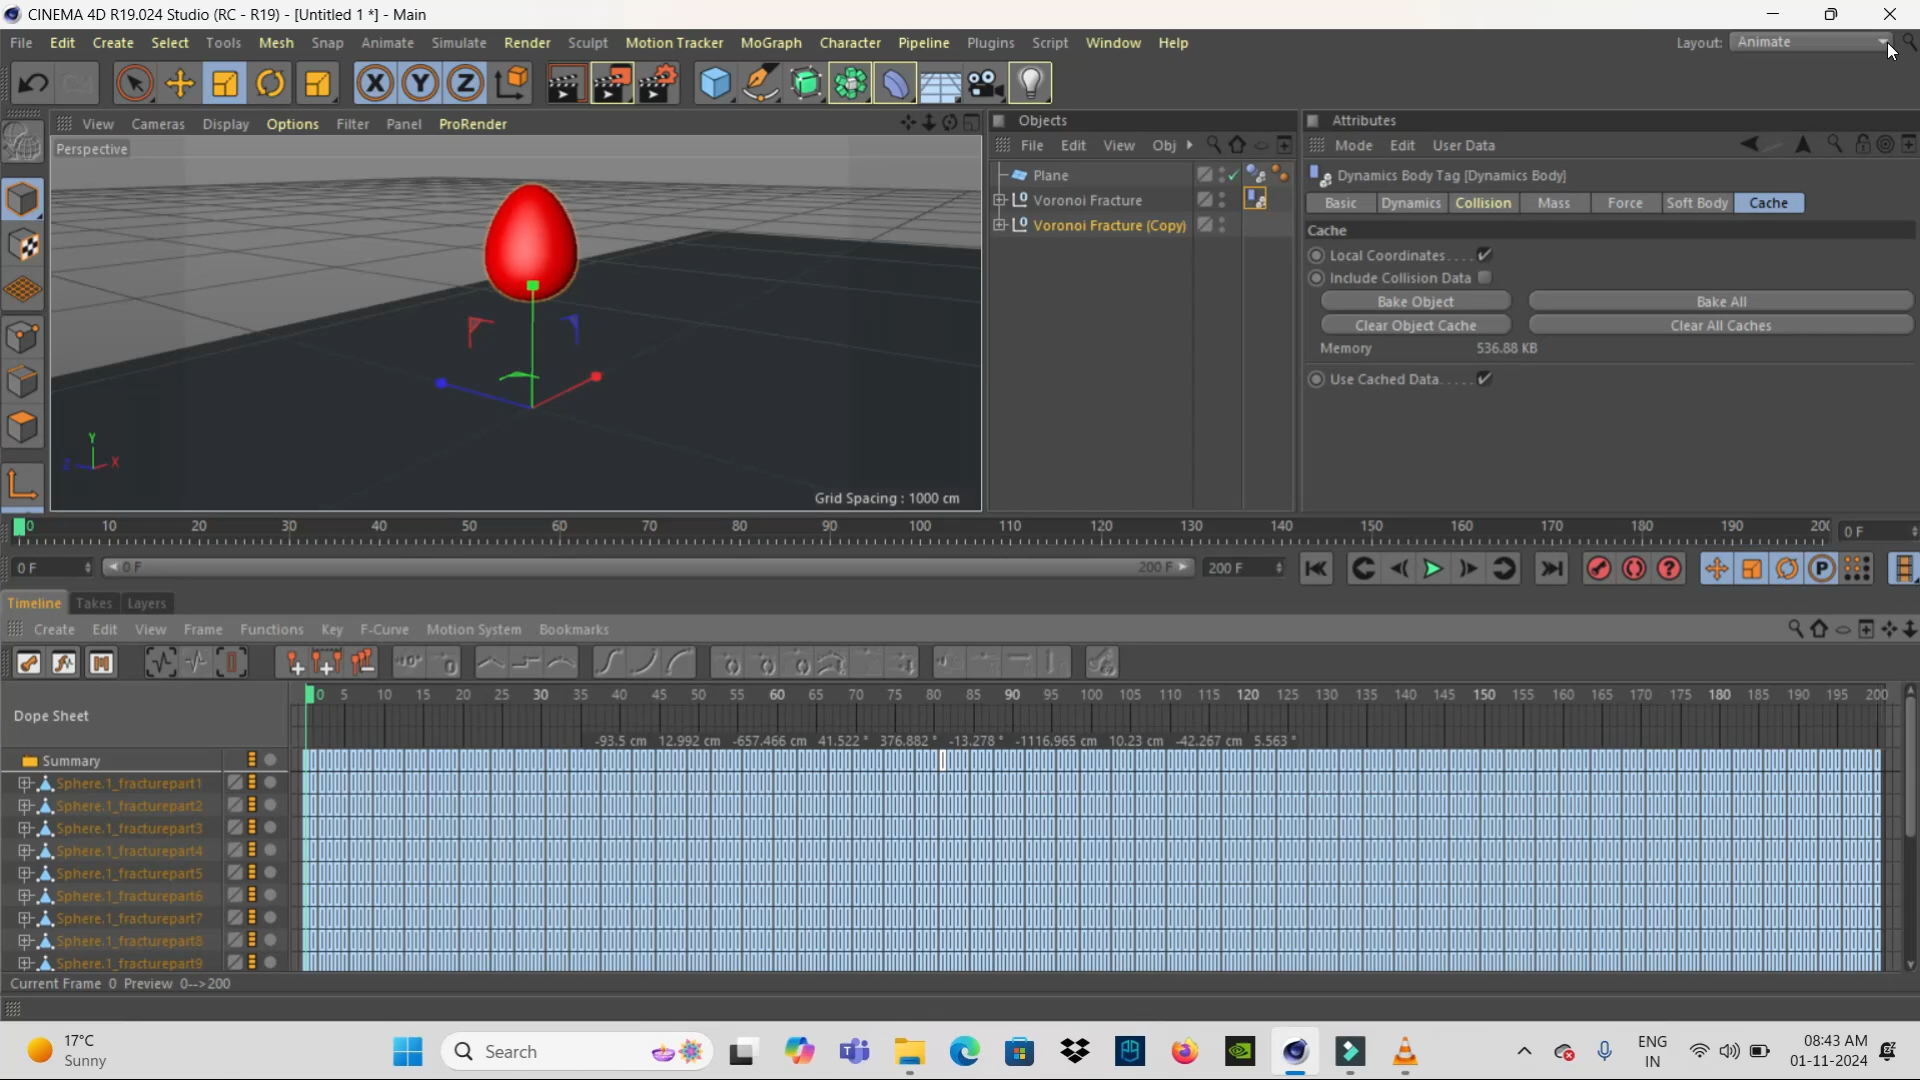 CINEMA 4D R19.024 Studio (RC - R19) - [Untitled 1 *] - Main
File Edit Create Select Tools Mesh Snap Animate Simulate Render Sculpt Motion Tracker MoGraph Character Pipeline Plugins Script Window Help Layout: Animate
X Y Z
View Cameras Display Options Filter Panel ProRender
Perspective
Y
Z X
Grid Spacing : 1000 cm
Objects
File Edit View Obj
Plane
Voronoi Fracture
Voronoi Fracture (Copy)
Attributes
Mode Edit User Data
Dynamics Body Tag [Dynamics Body]
Basic Dynamics Collision Mass Force Soft Body Cache
Cache
Local Coordinates
Include Collision Data
Bake Object Bake All
Clear Object Cache Clear All Caches
Memory 536.88 KB
Use Cached Data
0 10 20 30 40 50 60 70 80 90 100 110 120 130 140 150 160 170 180 190 200 0 F
0 F 0 F 200 F 200 F
Timeline Takes Layers
Create Edit View Frame Functions Key F-Curve Motion System Bookmarks
0 5 10 15 20 25 30 35 40 45 50 55 60 65 70 75 80 85 90 95 100 105 110 115 120 125 130 135 140 145 150 155 160 165 170 175 180 185 190 195 200
Dope Sheet
-93.5 cm 12.992 cm -657.466 cm 41.522 ° 376.882 ° -13.278 ° -1116.965 cm 10.23 cm -42.267 cm 5.563 °
Summary
Sphere.1_fracturepart1
Sphere.1_fracturepart2
Sphere.1_fracturepart3
Sphere.1_fracturepart4
Sphere.1_fracturepart5
Sphere.1_fracturepart6
Sphere.1_fracturepart7
Sphere.1_fracturepart8
Sphere.1_fracturepart9
Current Frame 0 Preview 0-->200
17°C
Sunny
Search
ENG
IN
08:43 AM
01-11-2024